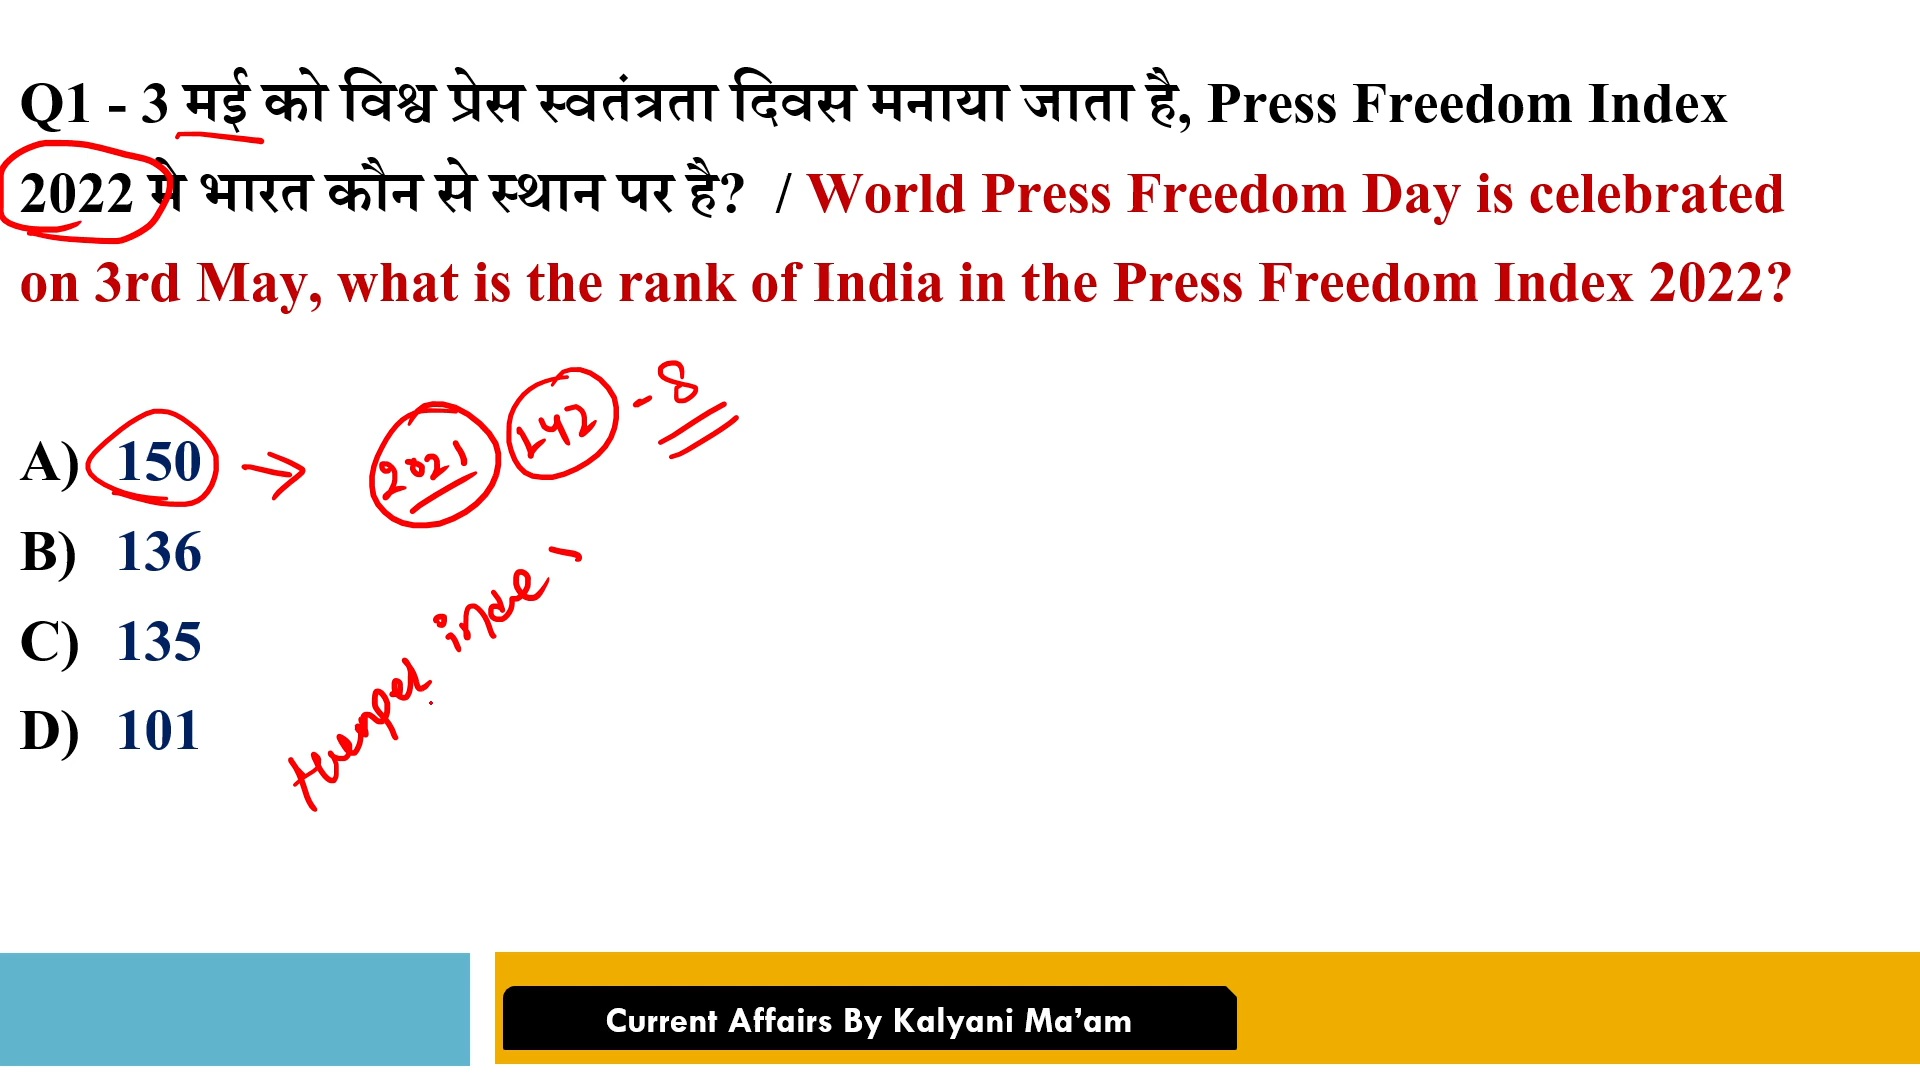 Q1 - 3 मई को विश्व प्रेस स्वतंत्रता दिवस मनाया जाता है, Press Freedom Index
2022 मे भारत कौन से स्थान पर है? / World Press Freedom Day is celebrated
on 3rd May, what is the rank of India in the Press Freedom Index 2022?
A) 150 → 2021 142 - 8
B) 136
C) 135
D) 101
Current Affairs By Kalyani Ma'am